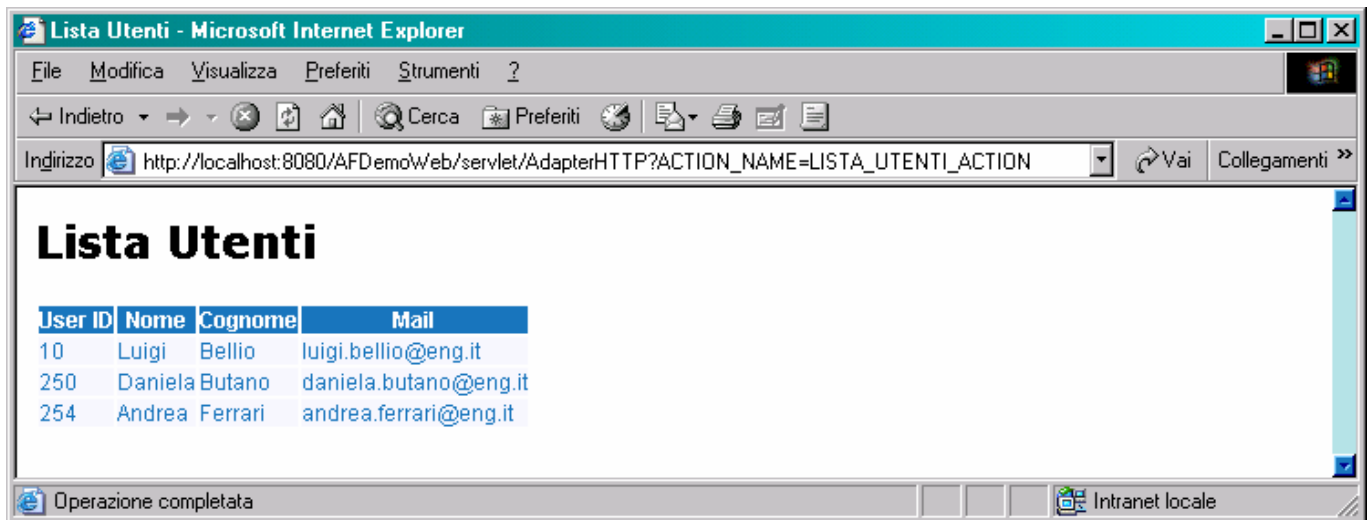 Lista Utenti - Microsoft Internet Explorer
File Modifica Visualizza Preferiti Strumenti ?
Indietro Cerca Preferiti
Indirizzo http://localhost:8080/AFDemoWeb/servlet/AdapterHTTP?ACTION_NAME=LISTA_UTENTI_ACTION Vai Collegamenti »
Lista Utenti
User ID Nome Cognome Mail
10 Luigi Bellio luigi.bellio@eng.it
250 Daniela Butano daniela.butano@eng.it
254 Andrea Ferrari andrea.ferrari@eng.it
Operazione completata Intranet locale